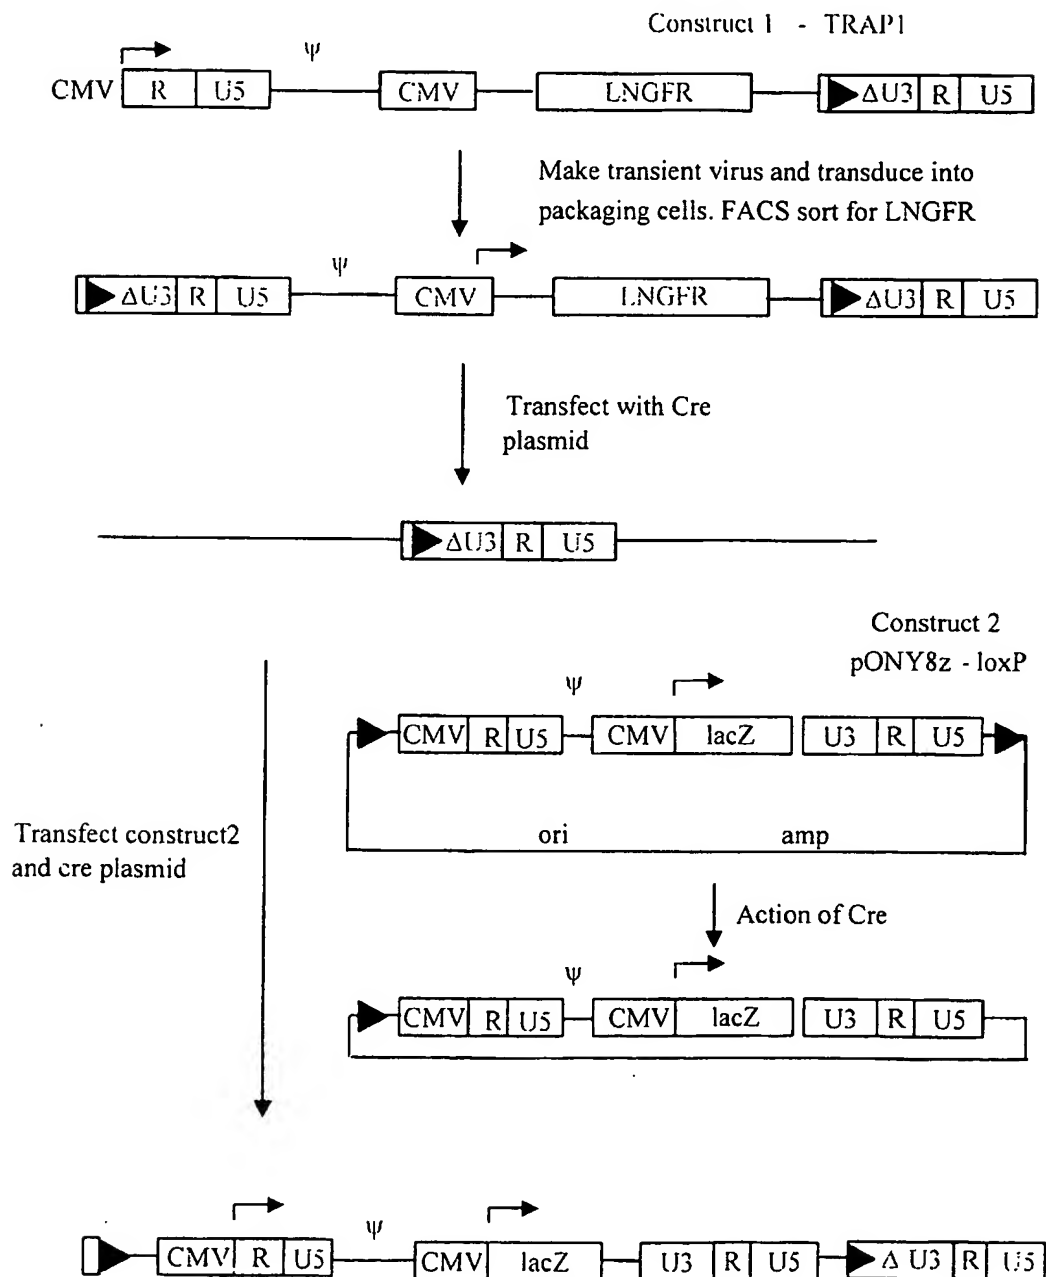 Construct 1 - TRAP1
ψ
CMV R U5 CMV LNGFR ΔU3 R U5
Make transient virus and transduce into
packaging cells. FACS sort for LNGFR
ψ
ΔU3 R U5 CMV LNGFR ΔU3 R U5
Transfect with Cre
plasmid
ΔU3 R U5
Construct 2
pONY8z - loxP
ψ
CMV R U5 CMV lacZ U3 R U5
ori amp
Transfect construct2
and cre plasmid
Action of Cre
ψ
CMV R U5 CMV lacZ U3 R U5
ψ
CMV R U5 CMV lacZ U3 R U5 Δ U3 R U5